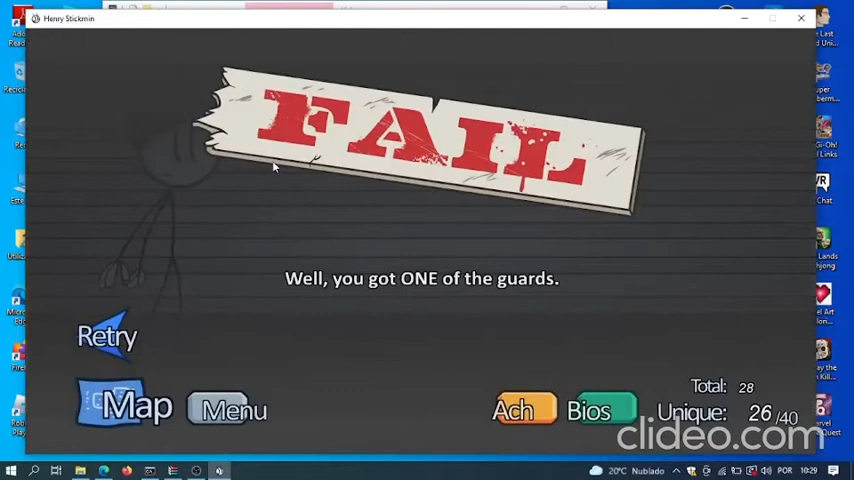 Henry Stickmin
FAIL
Well, you got ONE of the guards.
Retry
Map
Menu
Ach
Bios
Total: 28
Unique: 26/40
clideo.com
20°C Nublado
POR
10:29